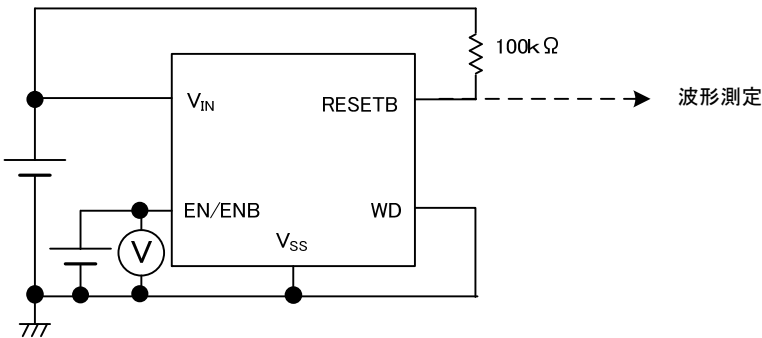 100kΩ
VIN
RESETB
波形測定
EN/ENB
WD
V
VSS